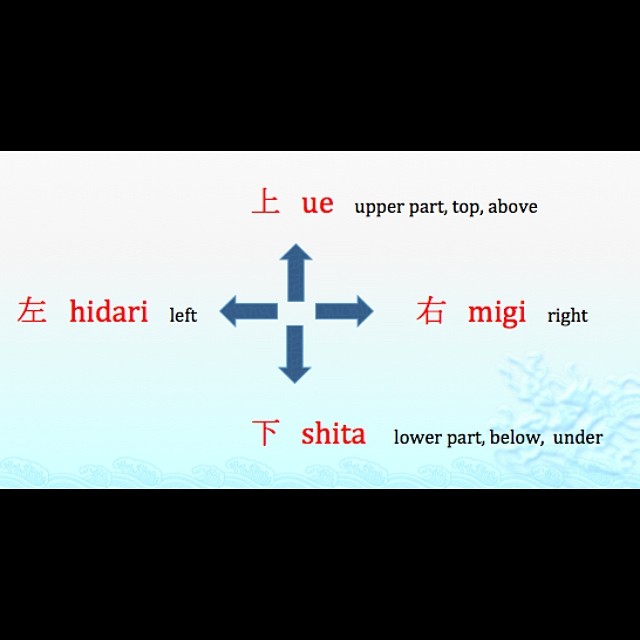 上 ue upper part, top, above
左 hidari left
右 migi right
下 shita lower part, below, under